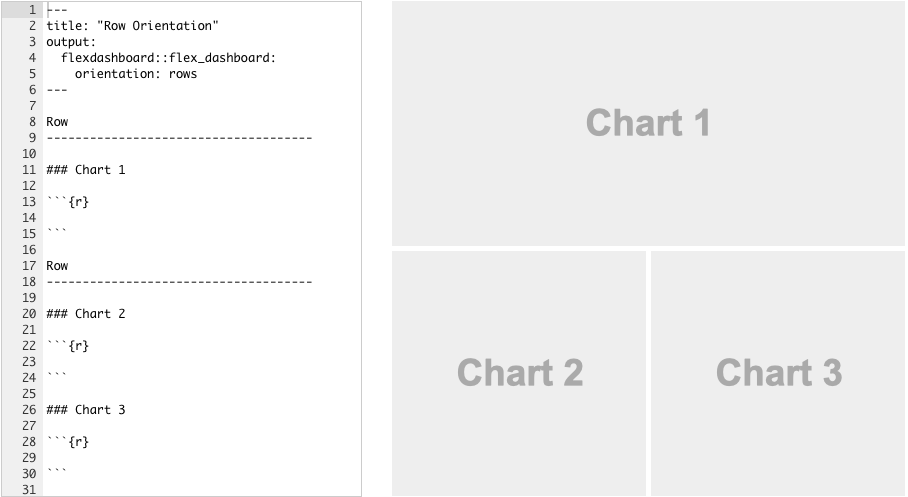 1 ---
2 title: "Row Orientation"
3 output:
4   flexdashboard::flex_dashboard:
5     orientation: rows
6 ---
7
8 Row
9 -------------------------------------
10
11 ### Chart 1
12
13 ```{r}
14
15 ```
16
17 Row
18 -------------------------------------
19
20 ### Chart 2
21
22 ```{r}
23
24 ```
25
26 ### Chart 3
27
28 ```{r}
29
30 ```
31
Chart 1
Chart 2
Chart 3